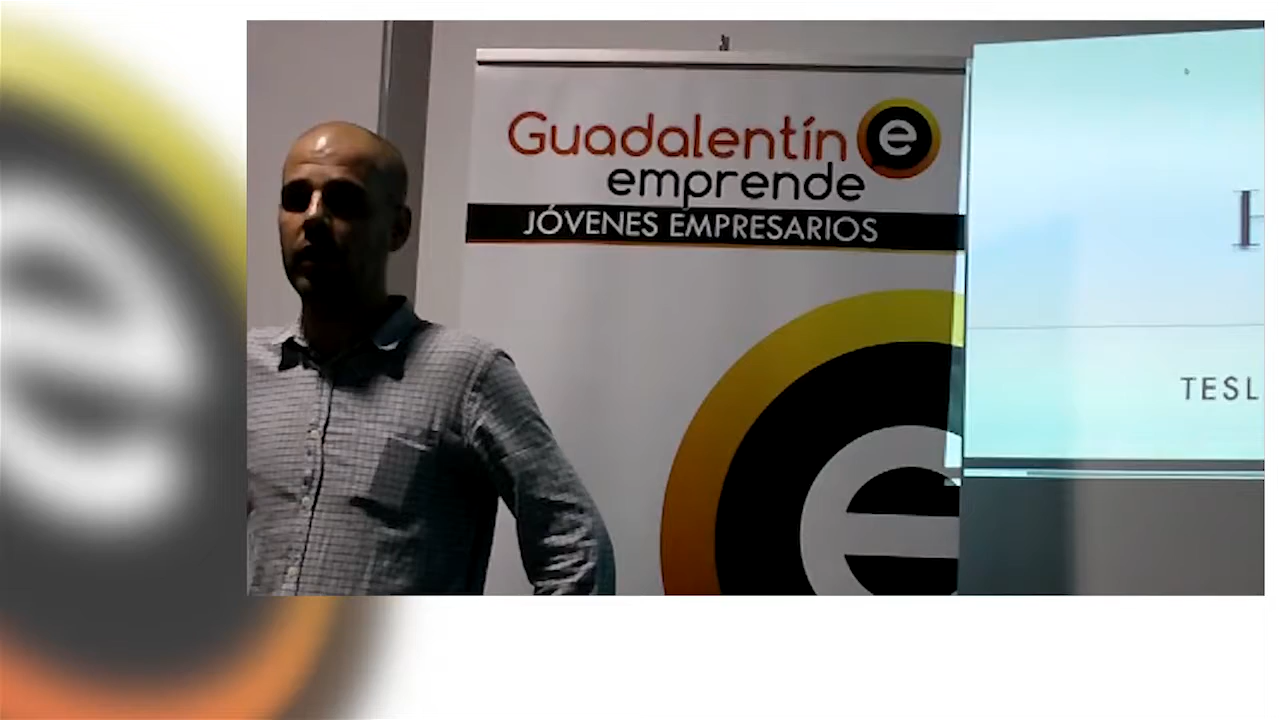 Guadalentín e
emprende
JÓVENES EMPRESARIOS
e
TESL
e